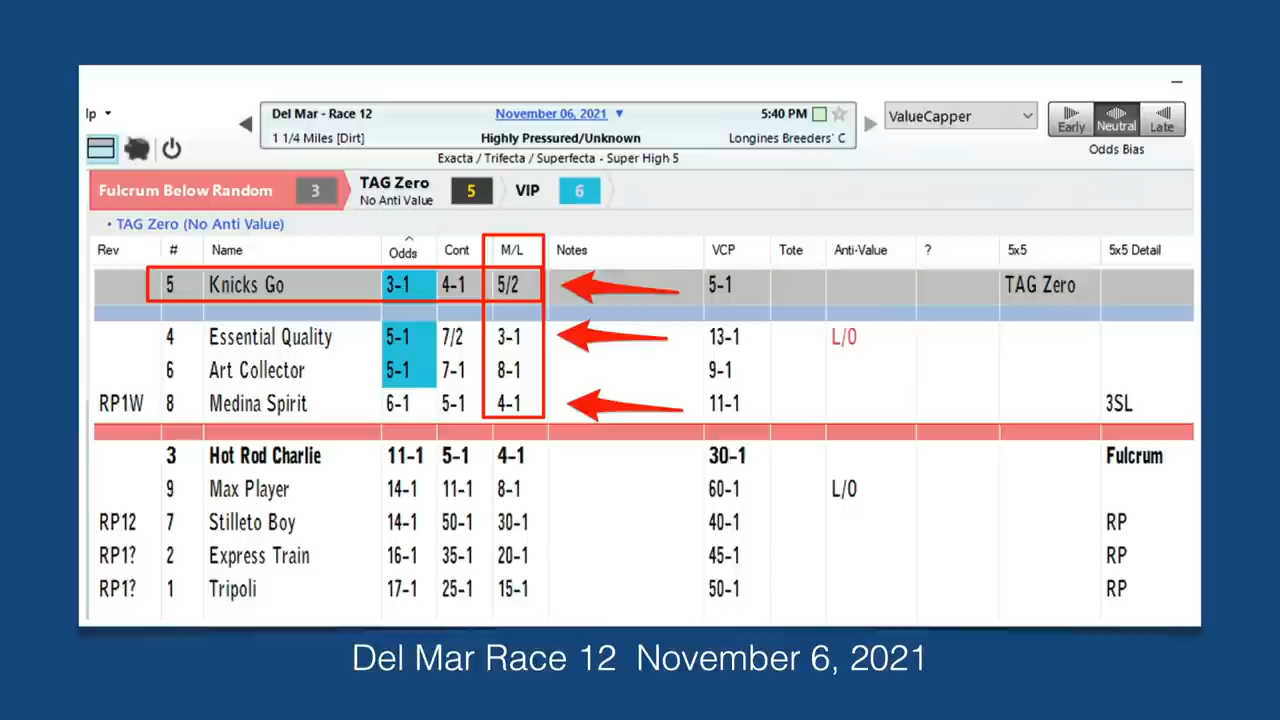 lp
Del Mar - Race 12 November 06, 2021 5:40 PM
1 1/4 Miles [Dirt] Highly Pressured/Unknown Longines Breeders' C
Exacta / Trifecta / Superfecta - Super High 5
ValueCapper
Early Neutral Late
Odds Bias
Fulcrum Below Random 3 TAG Zero 5 VIP 6
No Anti Value
• TAG Zero (No Anti Value)
Rev # Name Odds Cont M/L Notes VCP Tote Anti-Value ? 5x5 5x5 Detail
5 Knicks Go 3-1 4-1 5/2 5-1 TAG Zero
4 Essential Quality 5-1 7/2 3-1 13-1 L/O
6 Art Collector 5-1 7-1 8-1 9-1
RP1W 8 Medina Spirit 6-1 5-1 4-1 11-1 3SL
3 Hot Rod Charlie 11-1 5-1 4-1 30-1 Fulcrum
9 Max Player 14-1 11-1 8-1 60-1 L/O
RP12 7 Stilleto Boy 14-1 50-1 30-1 40-1 RP
RP1? 2 Express Train 16-1 35-1 20-1 45-1 RP
RP1? 1 Tripoli 17-1 25-1 15-1 50-1 RP
Del Mar Race 12 November 6, 2021